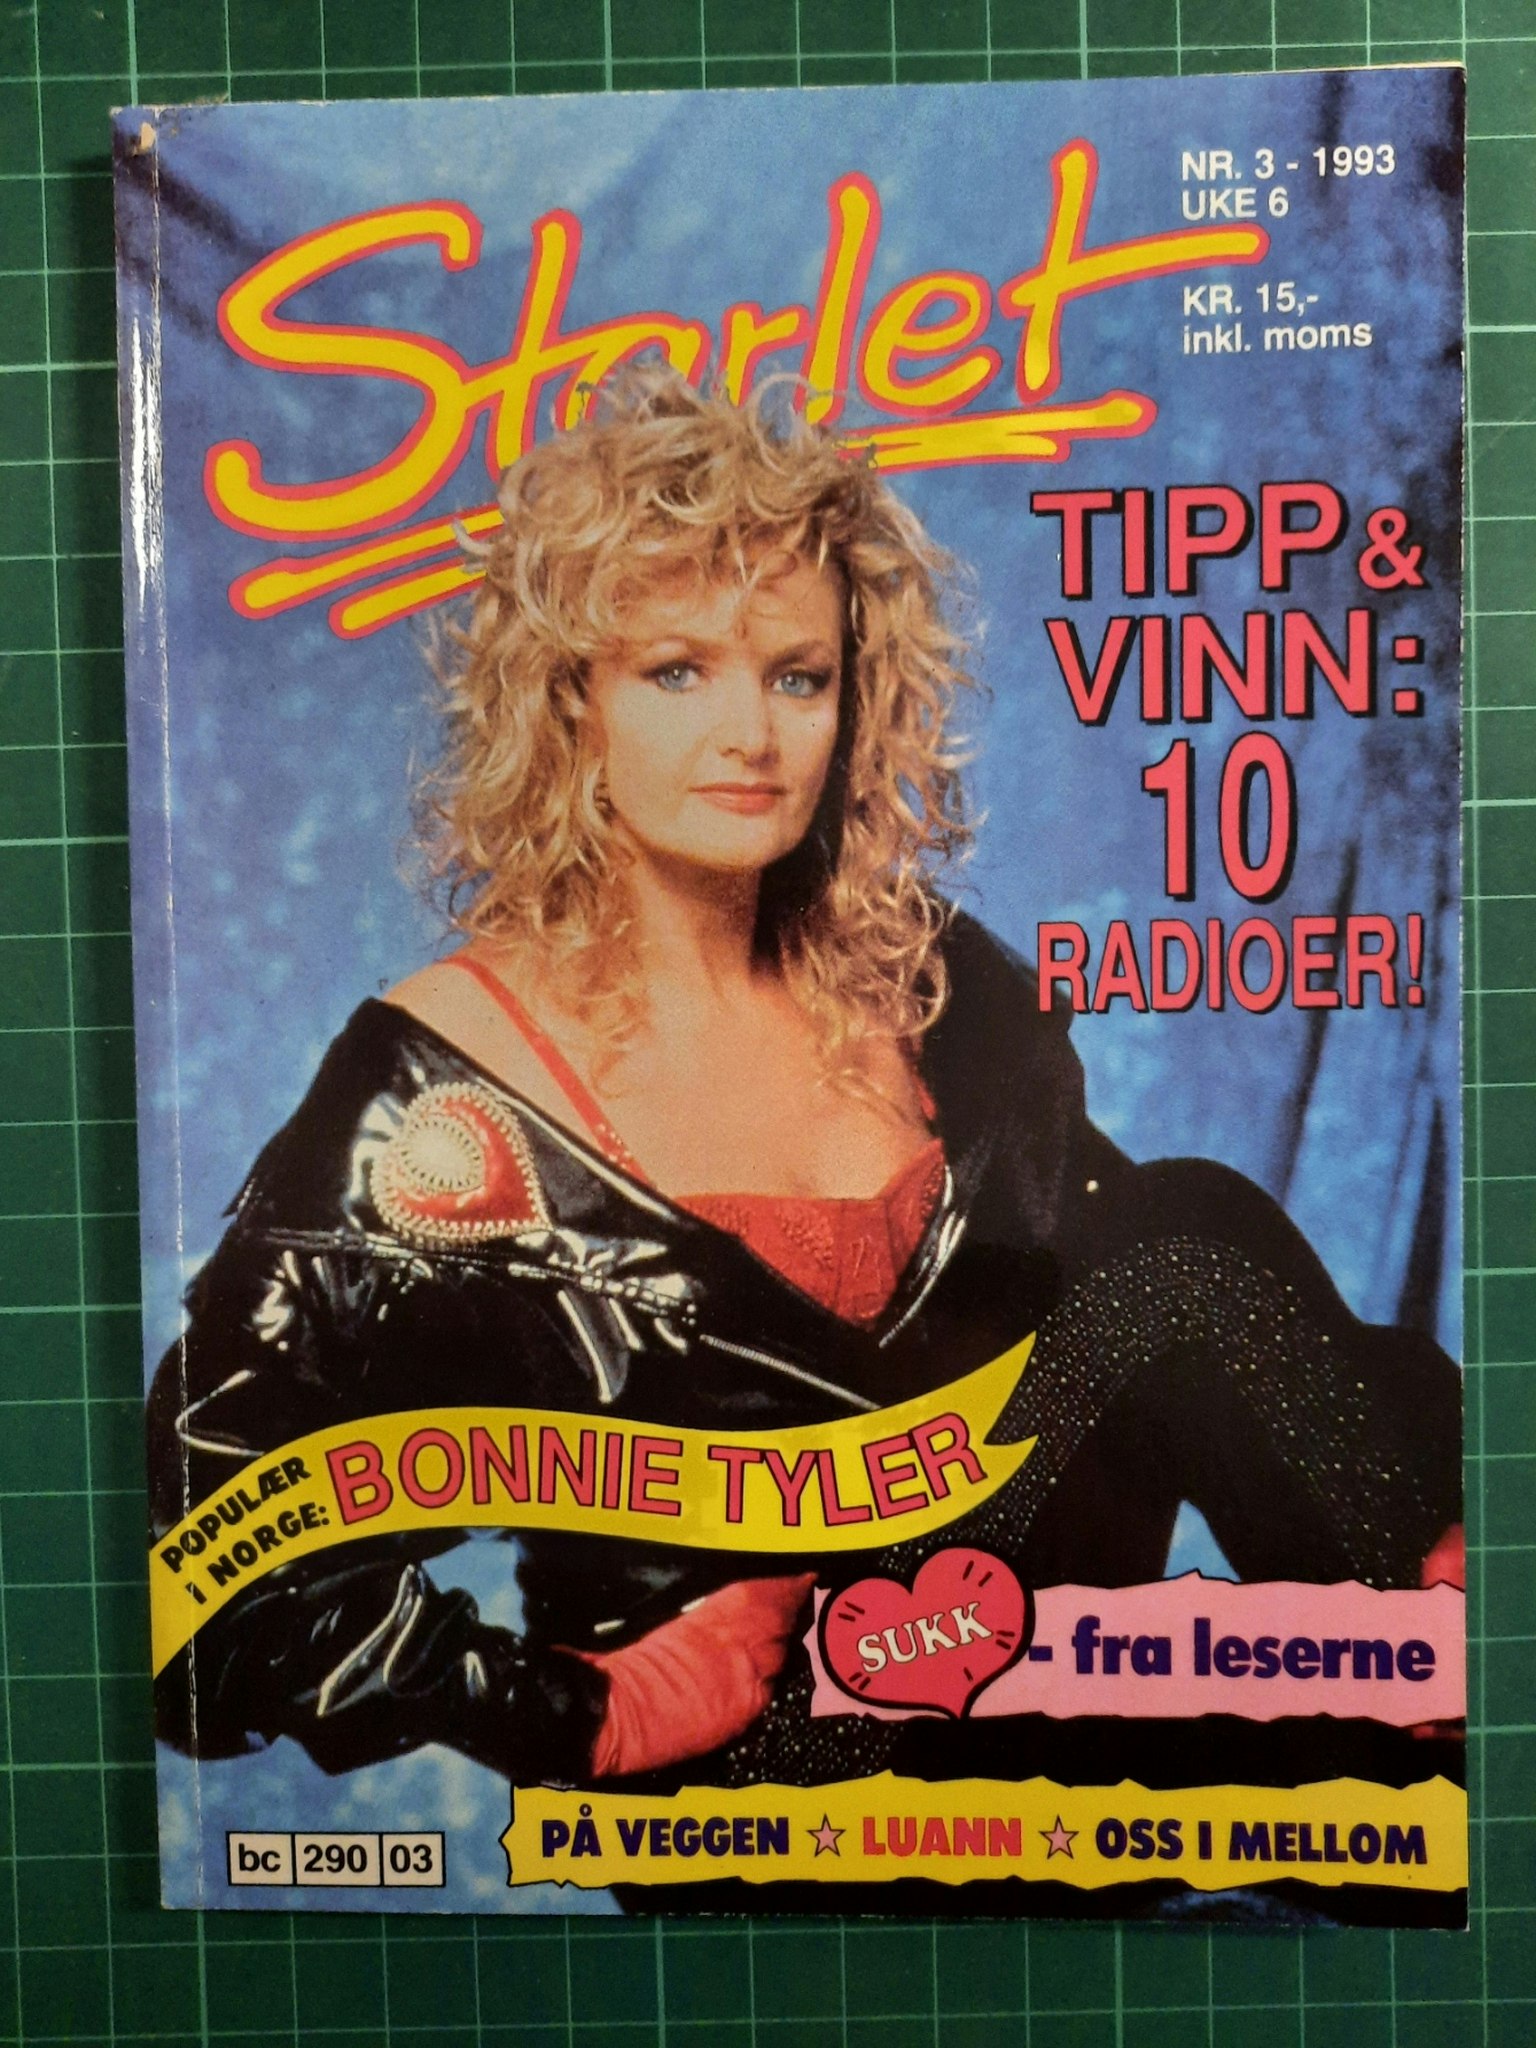 Starlet
NR. 3 - 1993
UKE 6
KR. 15,-
inkl. moms
TIPP &
VINN:
10
RADIOER!
POPULÆR
I NORGE:
BONNIE TYLER
SUKK - fra leserne
PÅ VEGGEN ☆ LUANN ☆ OSS I MELLOM
bc 290 03